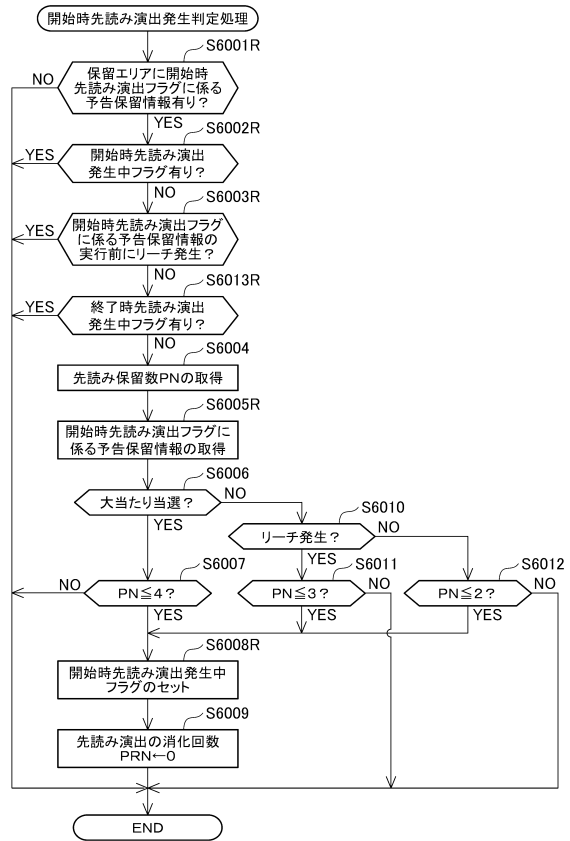 開始時先読み演出発生判定処理
S6001R
保留エリアに開始時
先読み演出フラグに係る
予告保留情報有り？
NO
YES
S6002R
開始時先読み演出
発生中フラグ有り？
YES
NO
S6003R
開始時先読み演出フラグ
に係る予告保留情報の
実行前にリーチ発生？
YES
NO
S6013R
終了時先読み演出
発生中フラグ有り？
YES
NO
S6004
先読み保留数PNの取得
S6005R
開始時先読み演出フラグに
係る予告保留情報の取得
S6006
大当たり当選？
NO
YES
S6010
リーチ発生？
NO
YES
S6007
PN≦4？
NO
YES
S6011
PN≦3？
NO
YES
S6012
PN≦2？
NO
YES
S6008R
開始時先読み演出発生中
フラグのセット
S6009
先読み演出の消化回数
PRN←0
END